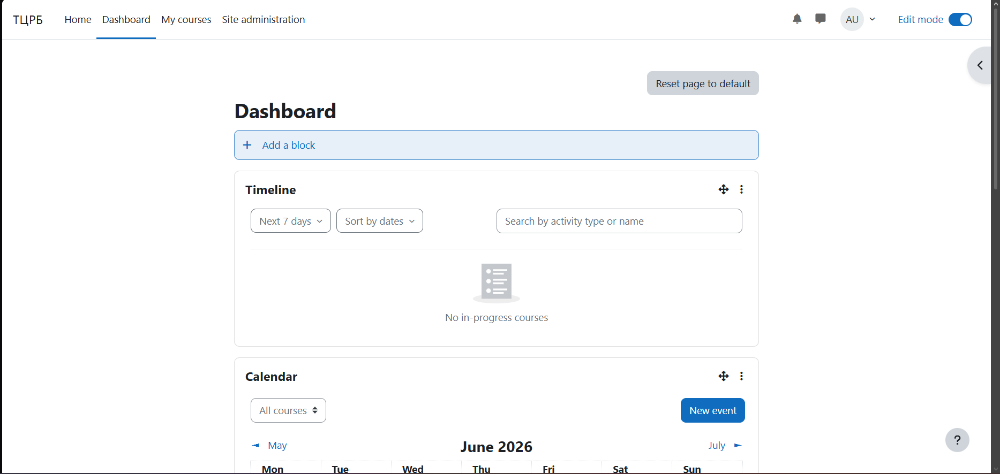 ТЦРБ Home Dashboard My courses Site administration AU Edit mode
Reset page to default
Dashboard
+ Add a block
Timeline
Next 7 days Sort by dates Search by activity type or name
No in-progress courses
Calendar
All courses New event
◄ May June 2026 July ►
?
Mon Tue Wed Thu Fri Sat Sun